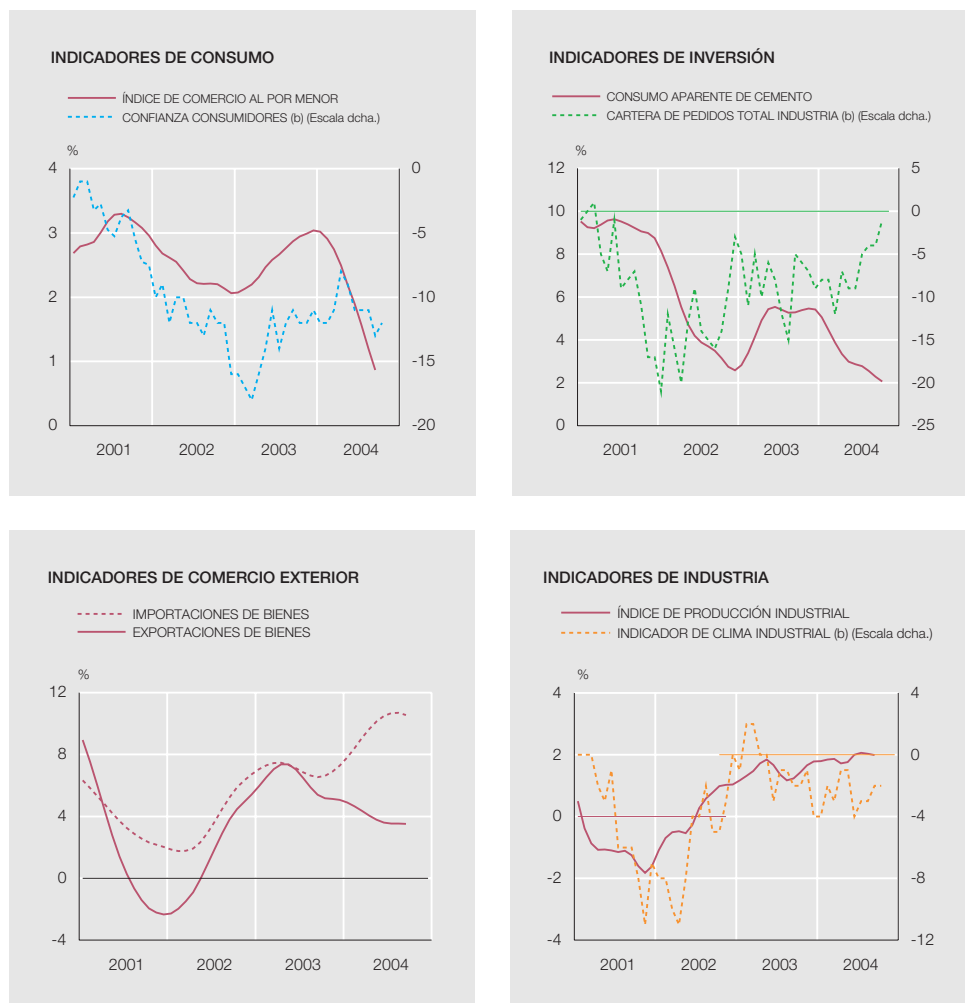 INDICADORES DE CONSUMO
ÍNDICE DE COMERCIO AL POR MENOR
CONFIANZA CONSUMIDORES (b) (Escala dcha.)
%
4 0
3 -5
2 -10
1 -15
0 -20
2001 2002 2003 2004
INDICADORES DE INVERSIÓN
CONSUMO APARENTE DE CEMENTO
CARTERA DE PEDIDOS TOTAL INDUSTRIA (b) (Escala dcha.)
%
12 5
10 0
8 -5
6 -10
4 -15
2 -20
0 -25
2001 2002 2003 2004
INDICADORES DE COMERCIO EXTERIOR
IMPORTACIONES DE BIENES
EXPORTACIONES DE BIENES
%
12
8
4
0
-4
2001 2002 2003 2004
INDICADORES DE INDUSTRIA
ÍNDICE DE PRODUCCIÓN INDUSTRIAL
INDICADOR DE CLIMA INDUSTRIAL (b) (Escala dcha.)
%
4 4
2 0
0 -4
-2 -8
-4 -12
2001 2002 2003 2004